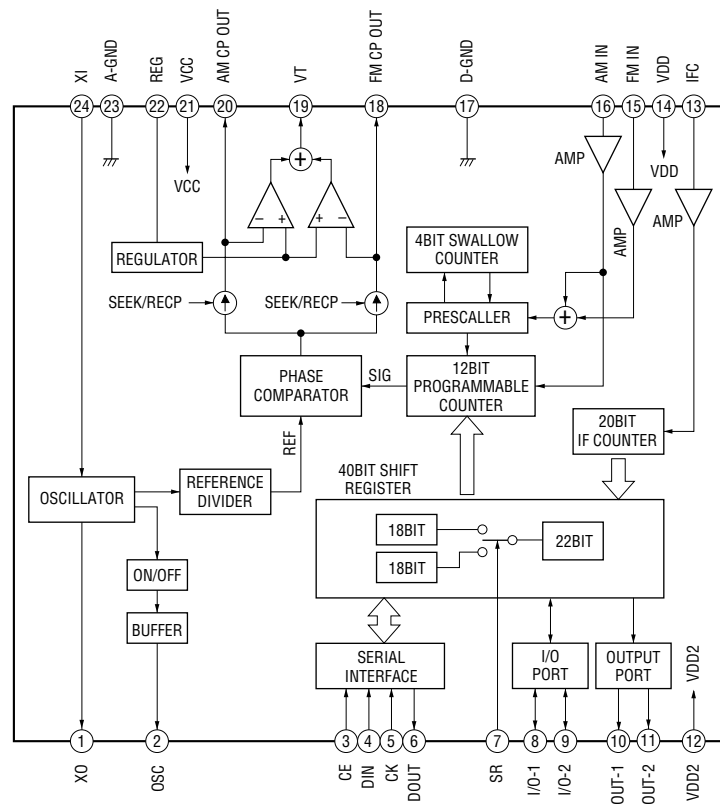 XI
A-GND
REG
VCC
AM CP OUT
VT
FM CP OUT
D-GND
AM IN
FM IN
VDD
IFC
24
23
22
21
20
19
18
17
16
15
14
13
AMP
VDD
VCC
+
AMP
AMP
− +
+ −
4BIT SWALLOW
COUNTER
REGULATOR
SEEK/RECP
SEEK/RECP
PRESCALLER
+
PHASE
COMPARATOR
SIG
12BIT
PROGRAMMABLE
COUNTER
20BIT
IF COUNTER
REF
40BIT SHIFT
REGISTER
OSCILLATOR
REFERENCE
DIVIDER
18BIT
22BIT
18BIT
ON/OFF
BUFFER
SERIAL
INTERFACE
I/O
PORT
OUTPUT
PORT
VDD2
1
2
3
4
5
6
7
8
9
10
11
12
XO
OSC
CE
DIN
CK
DOUT
SR
I/O-1
I/O-2
OUT-1
OUT-2
VDD2